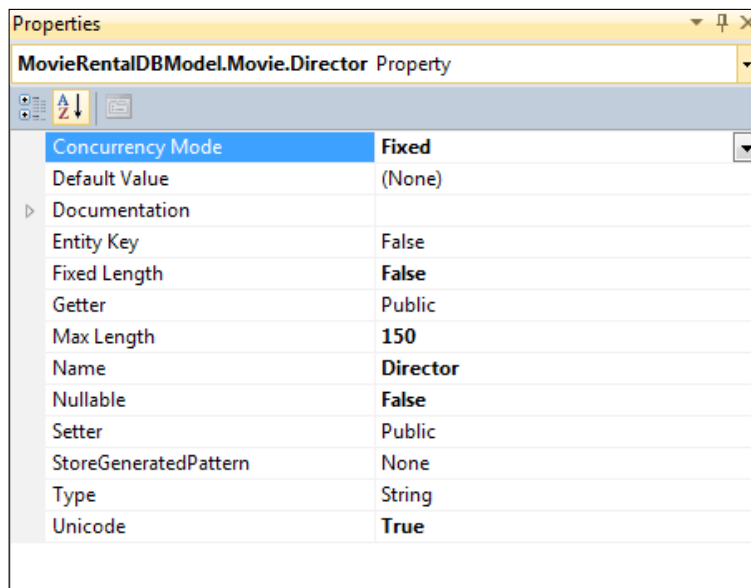 Properties
MovieRentalDBModel.Movie.Director Property
Concurrency Mode Fixed
Default Value (None)
Documentation
Entity Key False
Fixed Length False
Getter Public
Max Length 150
Name Director
Nullable False
Setter Public
StoreGeneratedPattern None
Type String
Unicode True